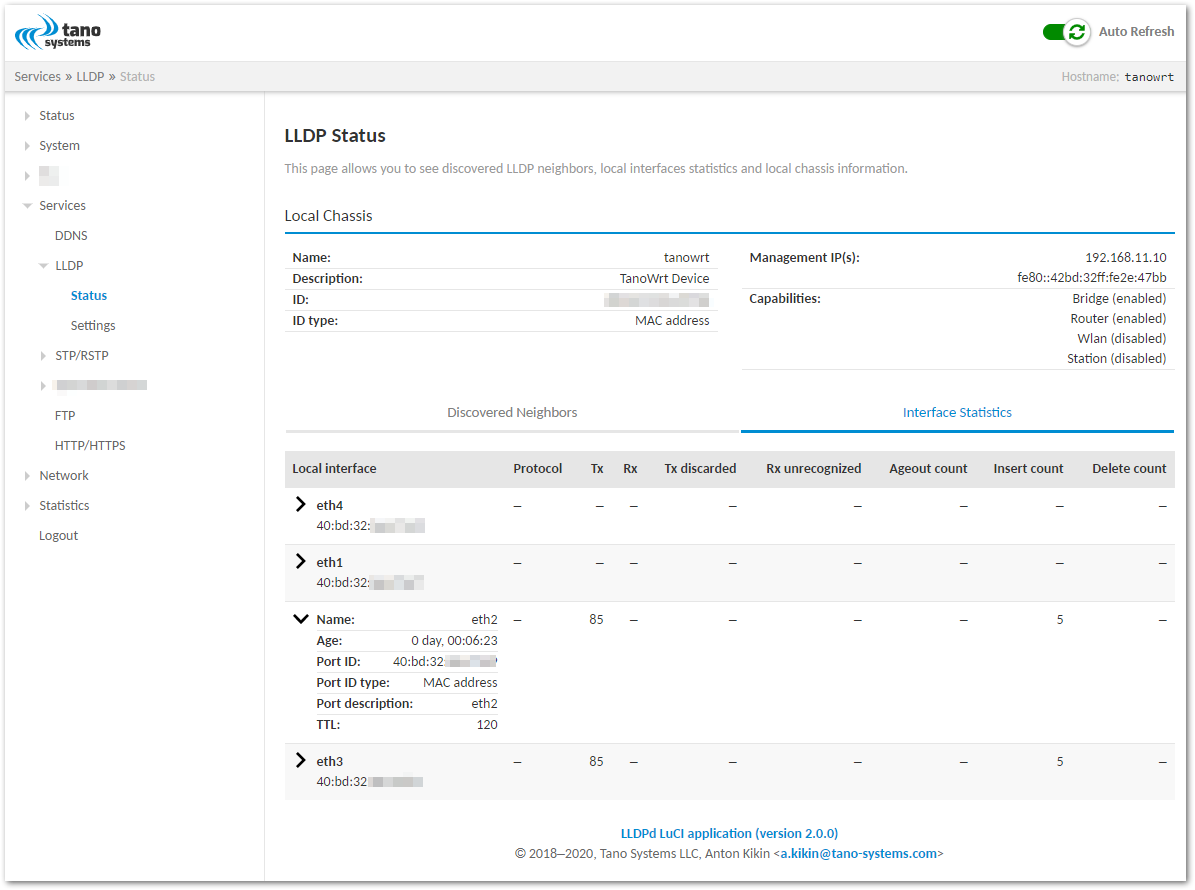 tano systems
Auto Refresh
Services » LLDP » Status
Hostname: tanowrt
Status
System
Services
DDNS
LLDP
Status
Settings
STP/RSTP
FTP
HTTP/HTTPS
Network
Statistics
Logout
LLDP Status
This page allows you to see discovered LLDP neighbors, local interfaces statistics and local chassis information.
Local Chassis
Name: tanowrt
Description: TanoWrt Device
ID:
ID type: MAC address
Management IP(s): 192.168.11.10
fe80::42bd:32ff:fe2e:47bb
Capabilities: Bridge (enabled)
Router (enabled)
Wlan (disabled)
Station (disabled)
Discovered Neighbors Interface Statistics
Local interface Protocol Tx Rx Tx discarded Rx unrecognized Ageout count Insert count Delete count
eth4 – – – – – – – –
40:bd:32:
eth1 – – – – – – – –
40:bd:32:
Name: eth2 – 85 – – – – 5 –
Age: 0 day, 00:06:23
Port ID: 40:bd:32:
Port ID type: MAC address
Port description: eth2
TTL: 120
eth3 – 85 – – – – 5 –
40:bd:32
LLDPd LuCI application (version 2.0.0)
© 2018–2020, Tano Systems LLC, Anton Kikin <a.kikin@tano-systems.com>